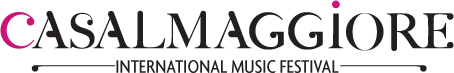 CASALMAGGiORE
INTERNATIONAL MUSIC FESTIVAL